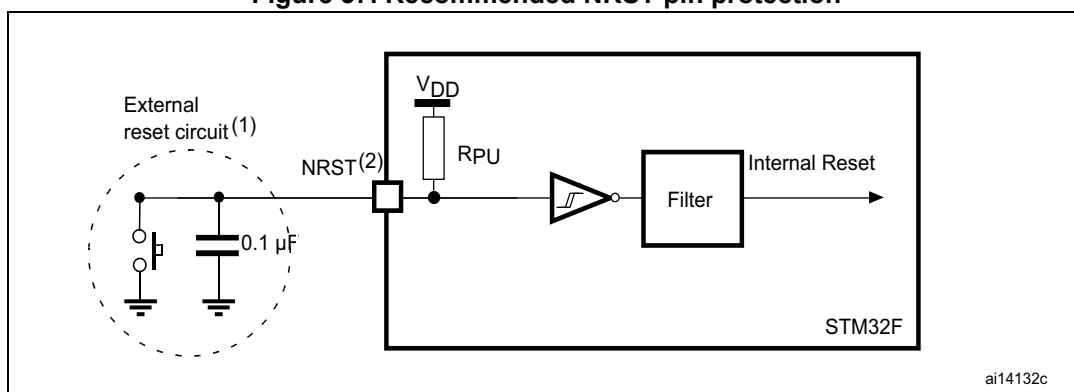 Figure 37. Recommended NRST pin protection
VDD
External
reset circuit(1)
NRST(2)
RPU
Internal Reset
Filter
0.1 μF
STM32F
ai14132c